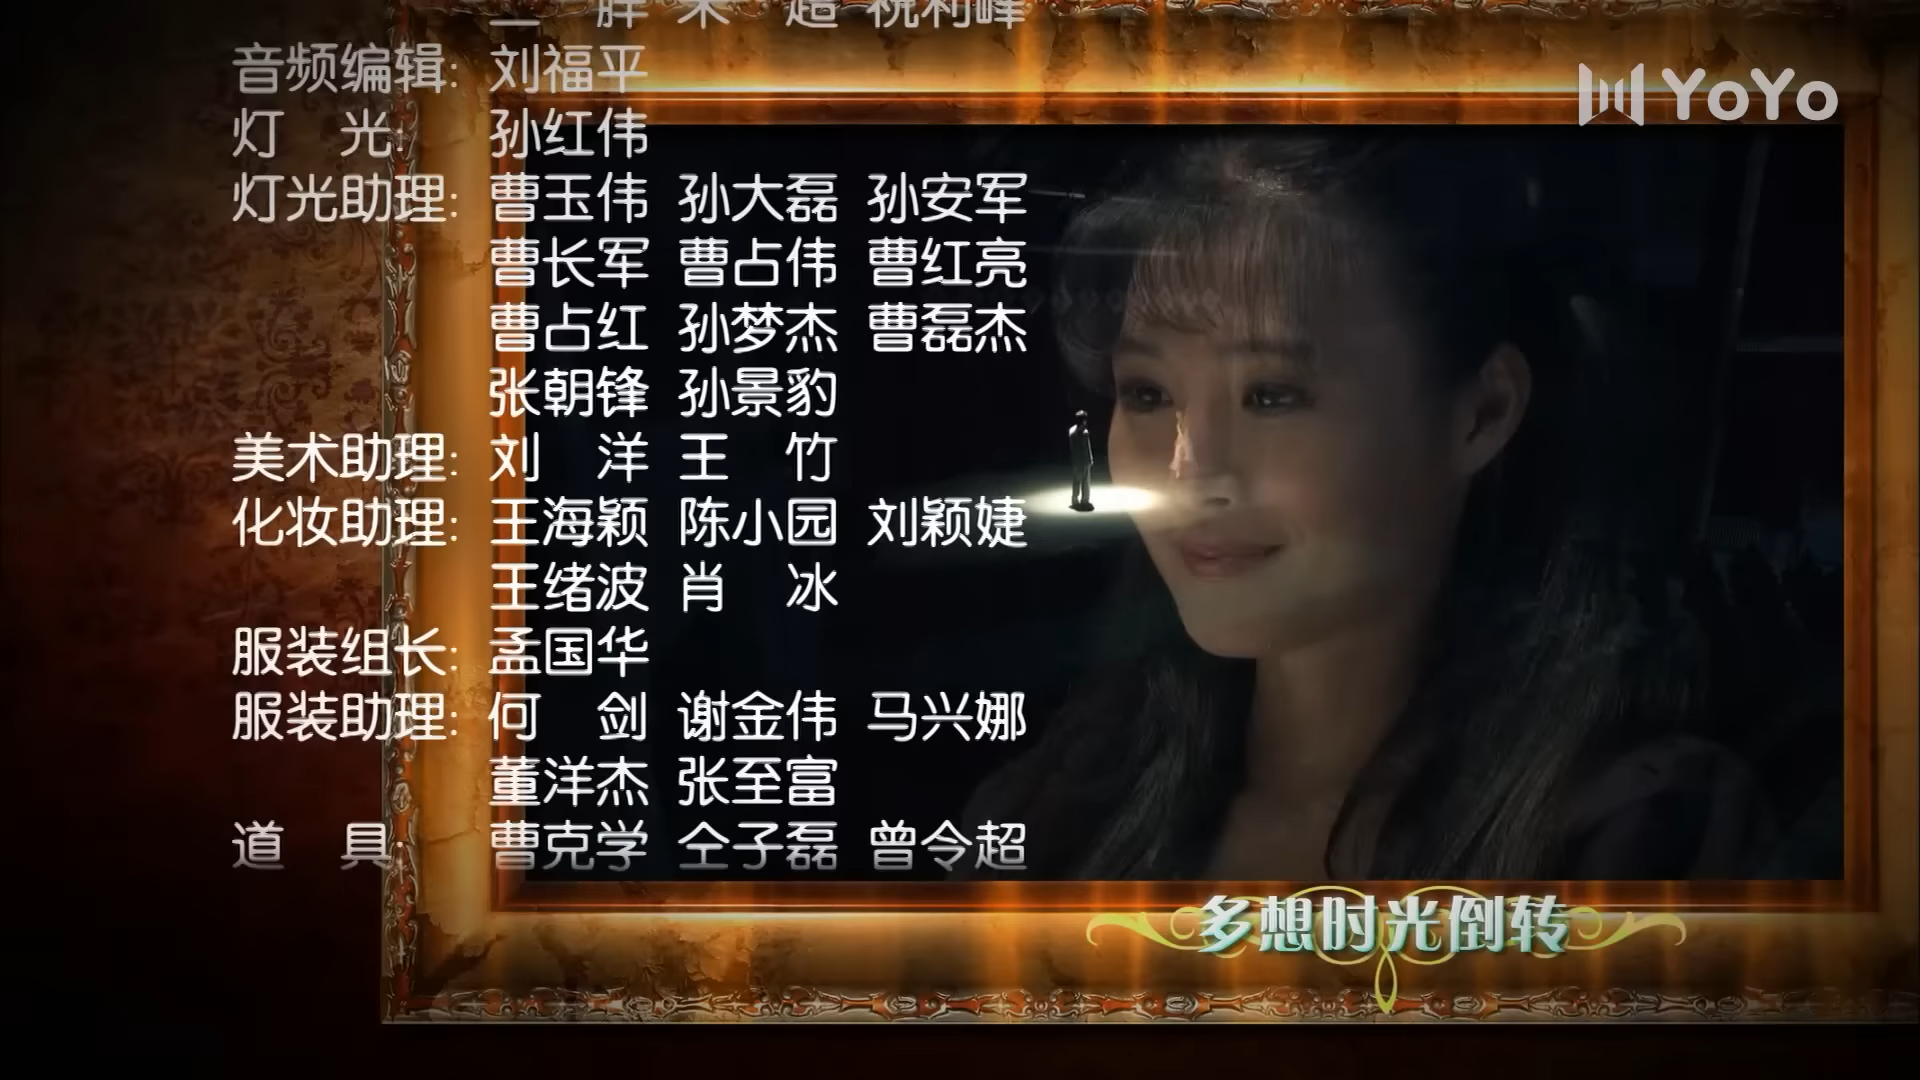 超 祝利峰
YoYo
音频编辑: 刘福平
灯 光: 孙红伟
灯光助理: 曹玉伟 孙大磊 孙安军
曹长军 曹占伟 曹红亮
曹占红 孙梦杰 曹磊杰
张朝锋 孙景豹
美术助理: 刘 洋 王 竹
化妆助理: 王海颖 陈小园 刘颖婕
王绪波 肖 冰
服装组长: 孟国华
服装助理: 何 剑 谢金伟 马兴娜
董洋杰 张至富
道 具: 曹克学 仝子磊 曾令超
多想时光倒转